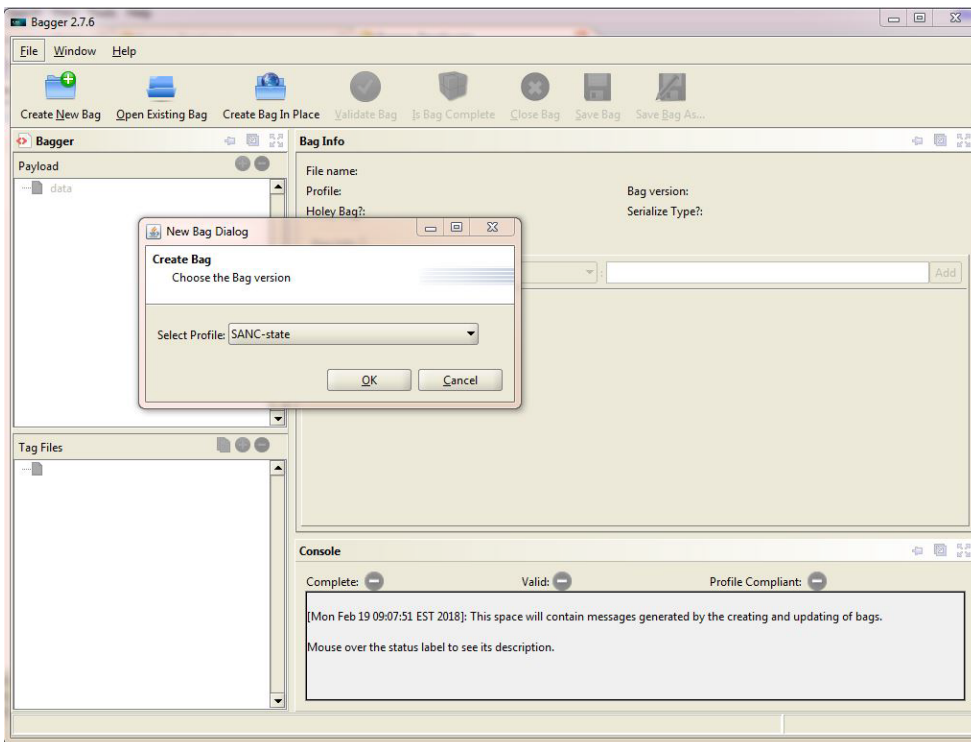 Bagger 2.7.6
File Window Help
Create New Bag Open Existing Bag Create Bag In Place Validate Bag Is Bag Complete Close Bag Save Bag Save Bag As...
Bagger
Payload
data
Bag Info
File name:
Profile: Bag version:
Holey Bag?: Serialize Type?:
: Add
New Bag Dialog
Create Bag
Choose the Bag version
Select Profile: SANC-state
OK Cancel
Tag Files
Console
Complete: Valid: Profile Compliant:
[Mon Feb 19 09:07:51 EST 2018]: This space will contain messages generated by the creating and updating of bags.
Mouse over the status label to see its description.